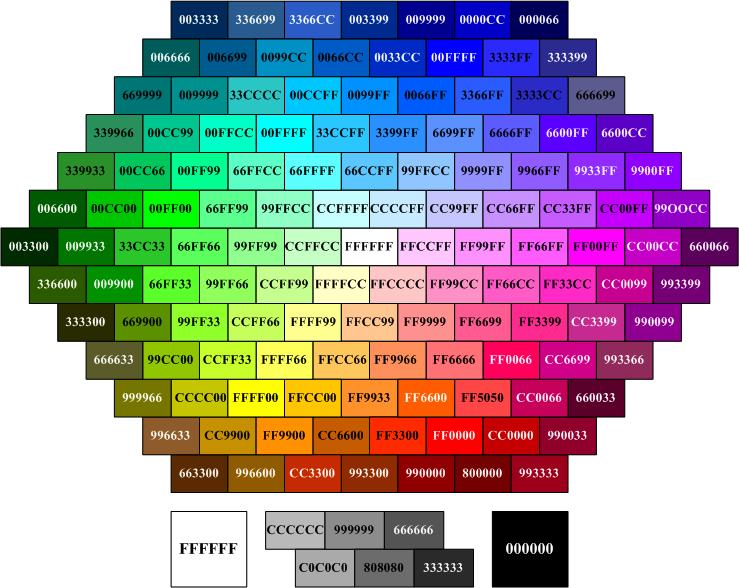 003333 336699 3366CC 003399 009999 0000CC 000066
006666 006699 0099CC 0066CC 0033CC 00FFFF 3333FF 333399
669999 009999 33CCCC 00CCFF 0099FF 0066FF 3366FF 3333CC 666699
339966 00CC99 00FFCC 00FFFF 33CCFF 3399FF 6699FF 6666FF 6600FF 6600CC
339933 00CC66 00FF99 66FFCC 66FFFF 66CCFF 99FFCC 9999FF 9966FF 9933FF 9900FF
006600 00CC00 00FF00 66FF99 99FFCC CCFFFF CCCCFF CC99FF CC66FF CC33FF CC00FF 99OOCC
003300 009933 33CC33 66FF66 99FF99 CCFFCC FFFFFF FFCCFF FF99FF FF66FF FF00FF CC00CC 660066
336600 009900 66FF33 99FF66 CCFF99 FFFFCC FFCCCC FF99CC FF66CC FF33CC CC0099 993399
333300 669900 99FF33 CCFF66 FFFF99 FFCC99 FF9999 FF6699 FF3399 CC3399 990099
666633 99CC00 CCFF33 FFFF66 FFCC66 FF9966 FF6666 FF0066 CC6699 993366
999966 CCCC00 FFFF00 FFCC00 FF9933 FF6600 FF5050 CC0066 660033
996633 CC9900 FF9900 CC6600 FF3300 FF0000 CC0000 990033
663300 996600 CC3300 993300 990000 800000 993333
FFFFFF CCCCCC 999999 666666 000000
C0C0C0 808080 333333